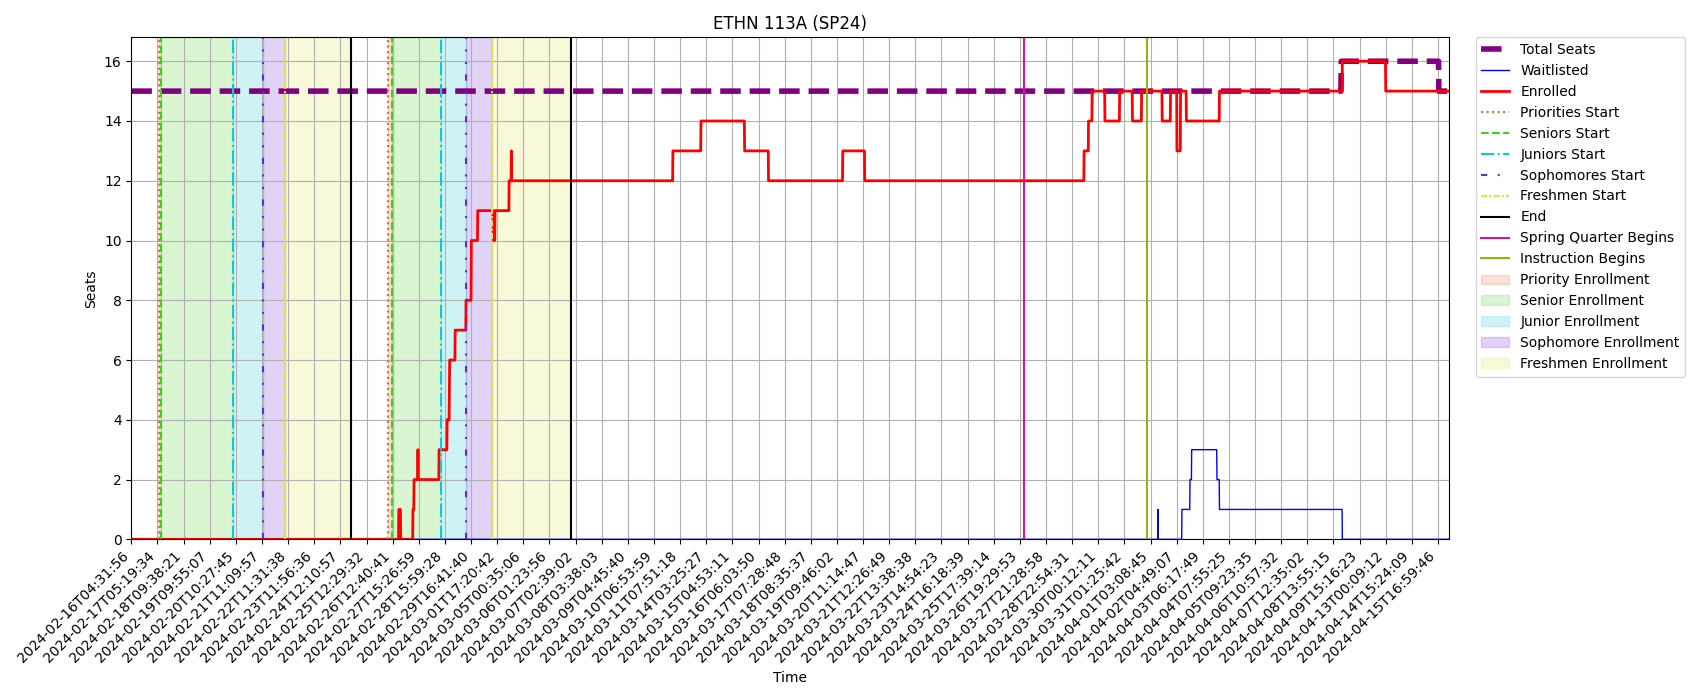 ETHN 113A (SP24)
Seats
16
14
12
10
8
6
4
2
0
2024-02-16T04:31:56
2024-02-17T05:19:34
2024-02-18T09:38:21
2024-02-19T09:55:07
2024-02-20T10:27:45
2024-02-21T11:09:57
2024-02-22T11:31:38
2024-02-23T11:56:36
2024-02-24T12:10:57
2024-02-25T12:29:32
2024-02-26T12:40:41
2024-02-27T15:26:59
2024-02-28T15:59:28
2024-02-29T16:41:40
2024-03-01T17:20:42
2024-03-05T00:35:06
2024-03-06T01:23:56
2024-03-07T02:39:02
2024-03-08T03:38:03
2024-03-09T04:45:40
2024-03-10T06:53:59
2024-03-11T07:51:18
2024-03-14T03:25:27
2024-03-15T04:53:11
2024-03-16T06:03:50
2024-03-17T07:28:48
2024-03-18T08:35:37
2024-03-19T09:46:02
2024-03-20T11:14:47
2024-03-21T12:26:49
2024-03-22T13:38:38
2024-03-23T14:54:23
2024-03-24T16:18:39
2024-03-25T17:39:14
2024-03-26T19:29:53
2024-03-27T21:28:58
2024-03-28T22:54:31
2024-03-30T00:12:11
2024-03-31T01:25:42
2024-04-01T03:08:45
2024-04-02T04:49:07
2024-04-03T06:17:49
2024-04-04T07:55:25
2024-04-05T09:23:35
2024-04-06T10:57:32
2024-04-07T12:35:02
2024-04-08T13:55:15
2024-04-09T15:16:23
2024-04-13T00:09:12
2024-04-14T15:24:09
2024-04-15T16:59:46
Time
Total Seats
Waitlisted
Enrolled
Priorities Start
Seniors Start
Juniors Start
Sophomores Start
Freshmen Start
End
Spring Quarter Begins
Instruction Begins
Priority Enrollment
Senior Enrollment
Junior Enrollment
Sophomore Enrollment
Freshmen Enrollment